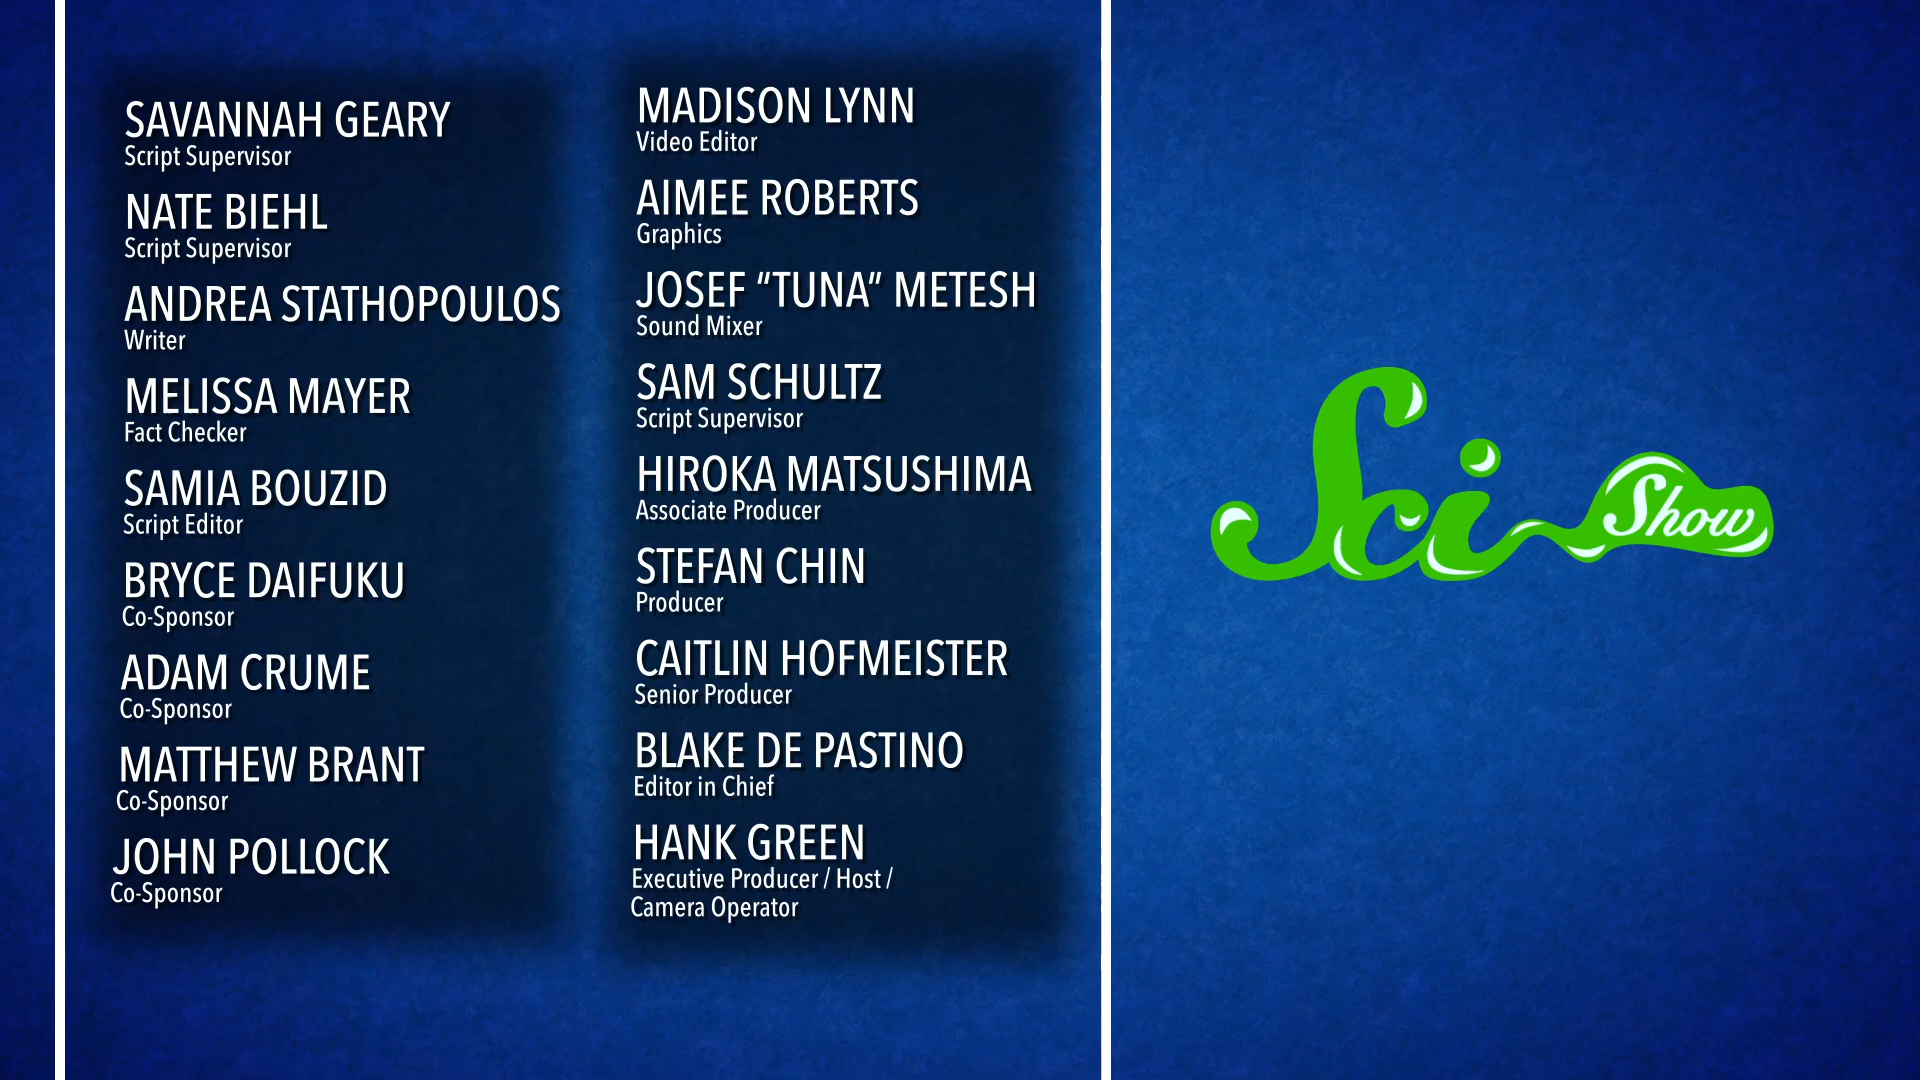 SAVANNAH GEARY
Script Supervisor
NATE BIEHL
Script Supervisor
ANDREA STATHOPOULOS
Writer
MELISSA MAYER
Fact Checker
SAMIA BOUZID
Script Editor
BRYCE DAIFUKU
Co-Sponsor
ADAM CRUME
Co-Sponsor
MATTHEW BRANT
Co-Sponsor
JOHN POLLOCK
Co-Sponsor
MADISON LYNN
Video Editor
AIMEE ROBERTS
Graphics
JOSEF “TUNA” METESH
Sound Mixer
SAM SCHULTZ
Script Supervisor
HIROKA MATSUSHIMA
Associate Producer
STEFAN CHIN
Producer
CAITLIN HOFMEISTER
Senior Producer
BLAKE DE PASTINO
Editor in Chief
HANK GREEN
Executive Producer / Host /
Camera Operator
Sci Show